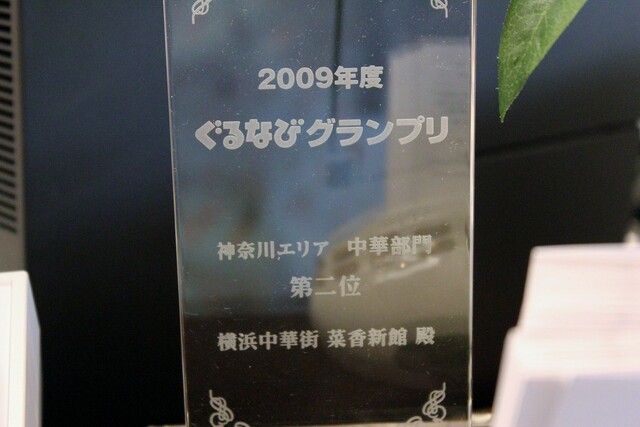 2009年度
ぐるなびグランプリ
神奈川エリア 中華部門
第二位
横浜中華街 菜香新館 殿